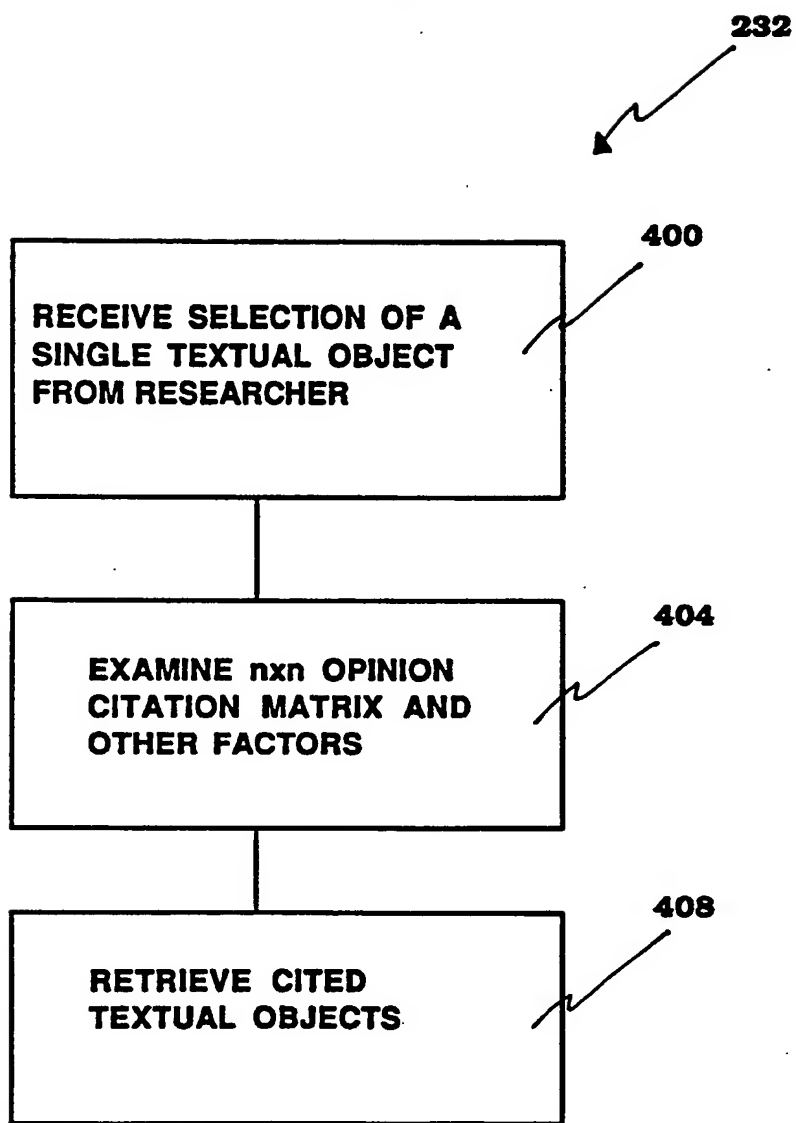 232
400
RECEIVE SELECTION OF A
SINGLE TEXTUAL OBJECT
FROM RESEARCHER
404
EXAMINE nxn OPINION
CITATION MATRIX AND
OTHER FACTORS
408
RETRIEVE CITED
TEXTUAL OBJECTS